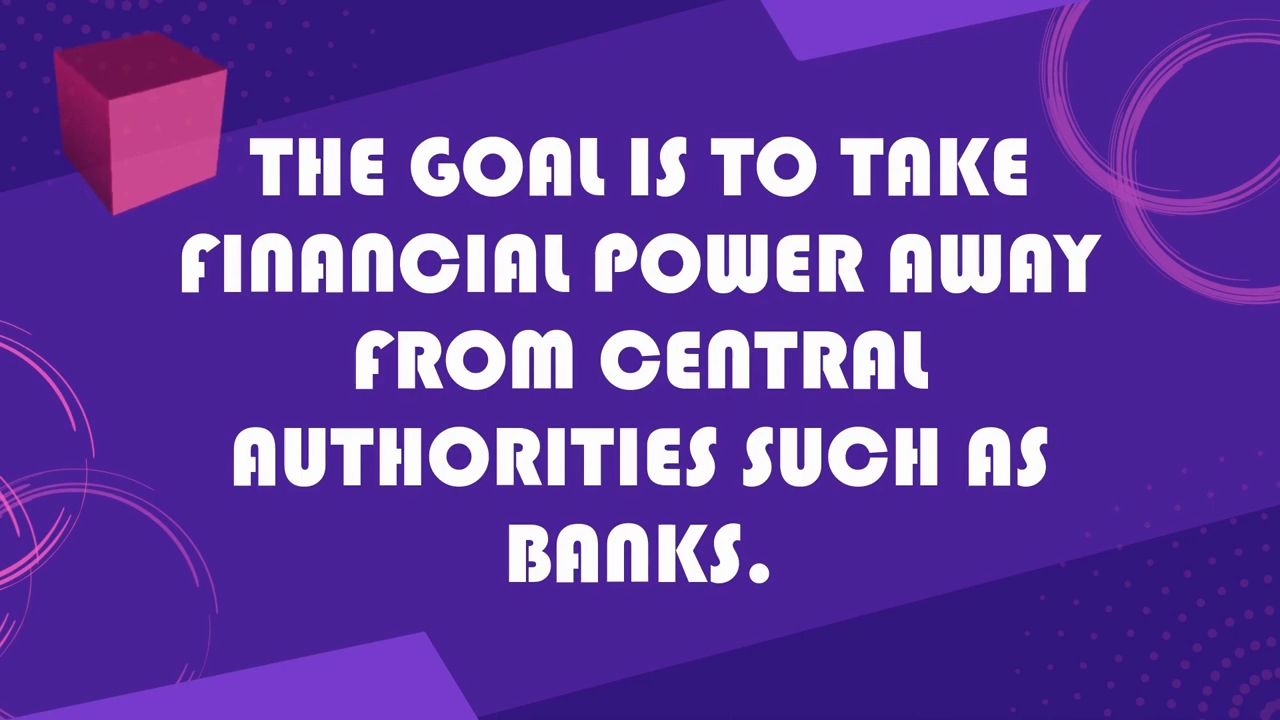 THE GOAL IS TO TAKE
FINANCIAL POWER AWAY
FROM CENTRAL
AUTHORITIES SUCH AS
BANKS.